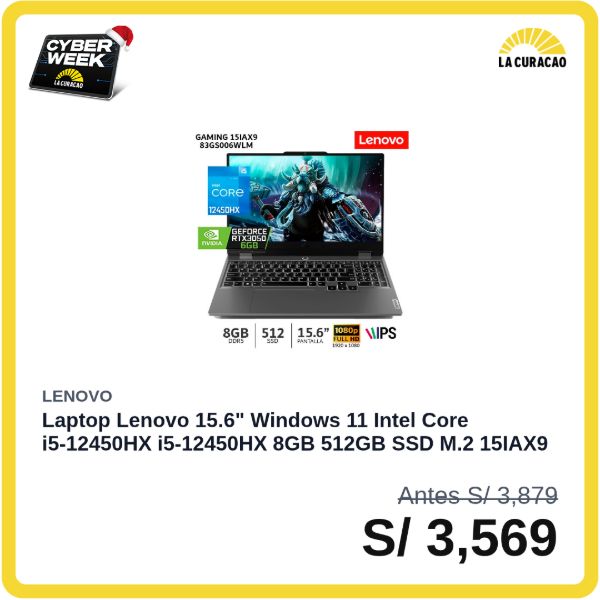 CYBER
WEEK
LA CURACAO
LA CURACAO
GAMING 15IAX9
83GS006WLM
Lenovo
i5
intel
CORE
12450HX
NVIDIA
GEFORCE
RTX3050
6GB
8GB
DDR5
512
SSD
15.6”
PANTALLA
1080p
FULL HD
1920 x 1080
IPS
LENOVO
Laptop Lenovo 15.6" Windows 11 Intel Core
i5-12450HX i5-12450HX 8GB 512GB SSD M.2 15IAX9
Antes S/ 3,879
S/ 3,569